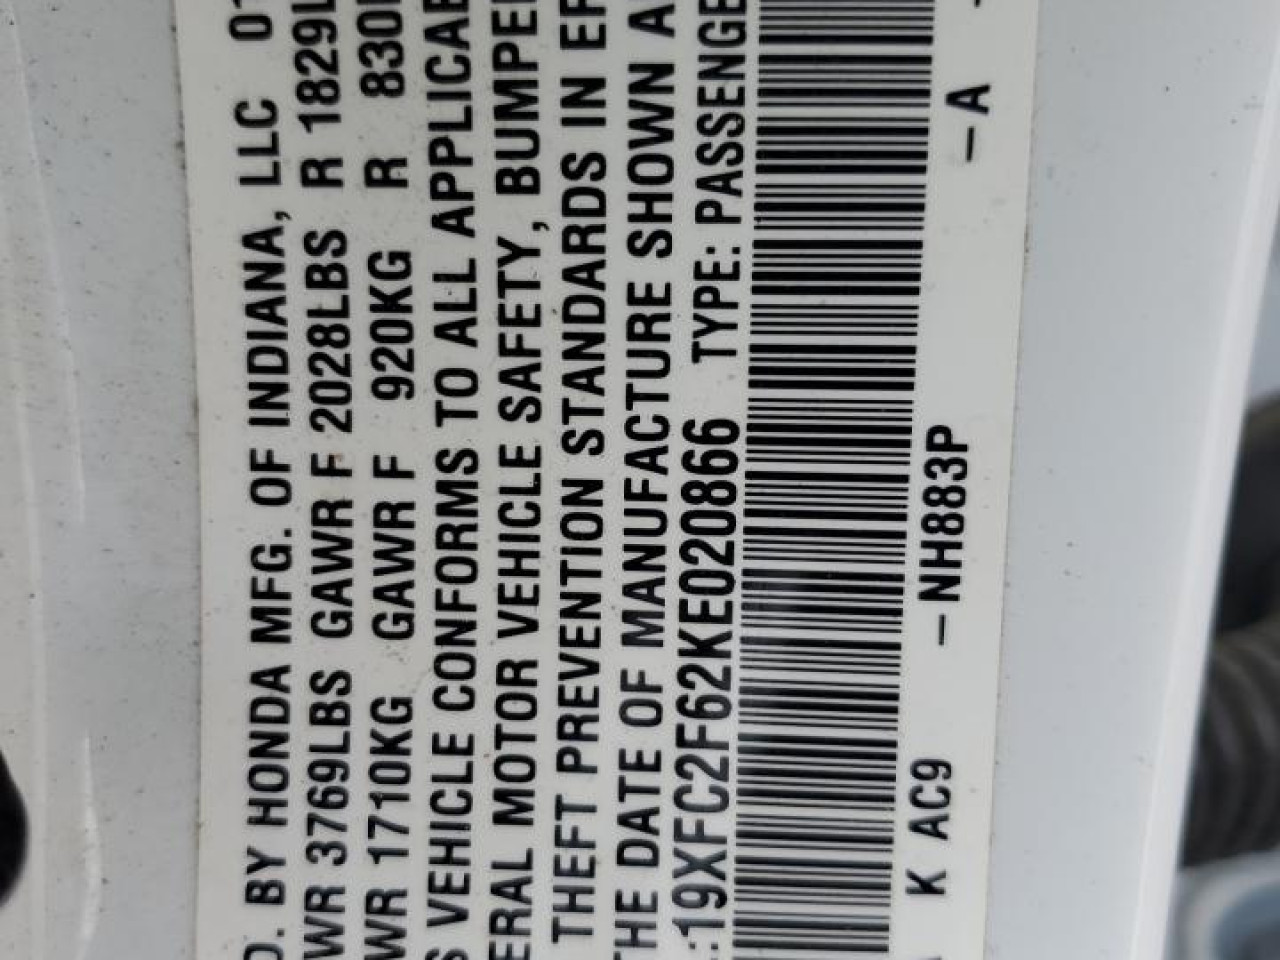 D. BY HONDA MFG. OF INDIANA, LLC 01
WR 3769LBS GAWR F 2028LBS R 1829L
WR 1710KG GAWR F 920KG R 830
S VEHICLE CONFORMS TO ALL APPLICAB
ERAL MOTOR VEHICLE SAFETY, BUMPE
THEFT PREVENTION STANDARDS IN EF
THE DATE OF MANUFACTURE SHOWN A
:19XFC2F62KE020866 TYPE: PASSENGE
K AC9 –NH883P –A